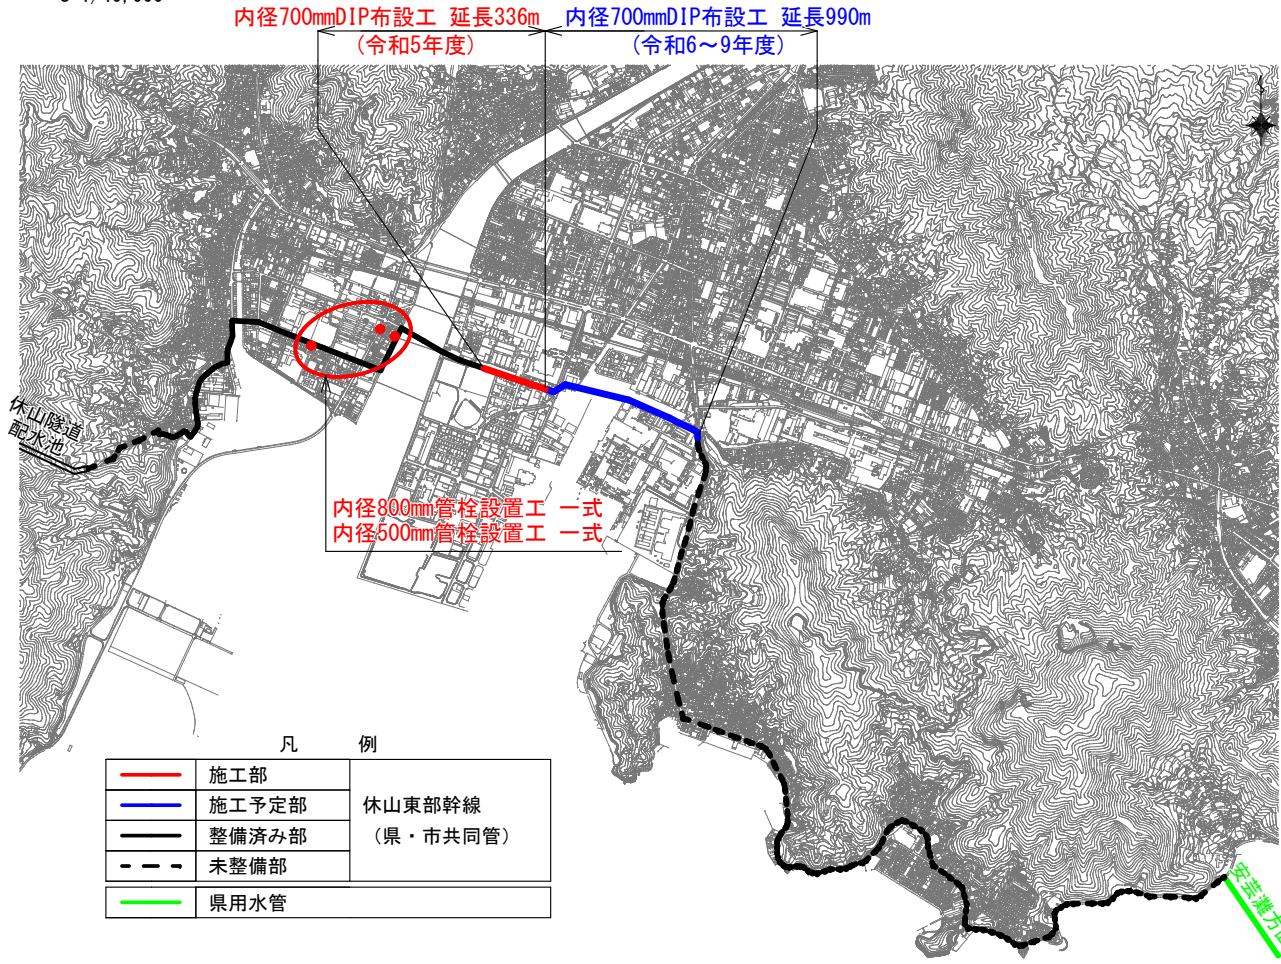 内径700mmDIP布設工 延長336m
(令和5年度)
内径700mmDIP布設工 延長990m
(令和6～9年度)
休山隧道
配水池
内径800mm管栓設置工 一式
内径500mm管栓設置工 一式
凡 例
施工部
施工予定部
整備済み部
未整備部
休山東部幹線
(県・市共同管)
県用水管
安芸灘方